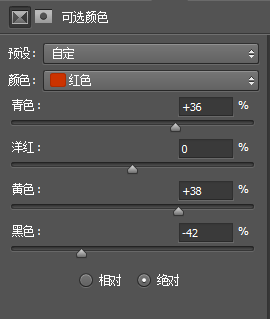 可选颜色
预设: 自定
颜色: 红色
青色: +36 %
洋红: 0 %
黄色: +38 %
黑色: -42 %
相对 绝对